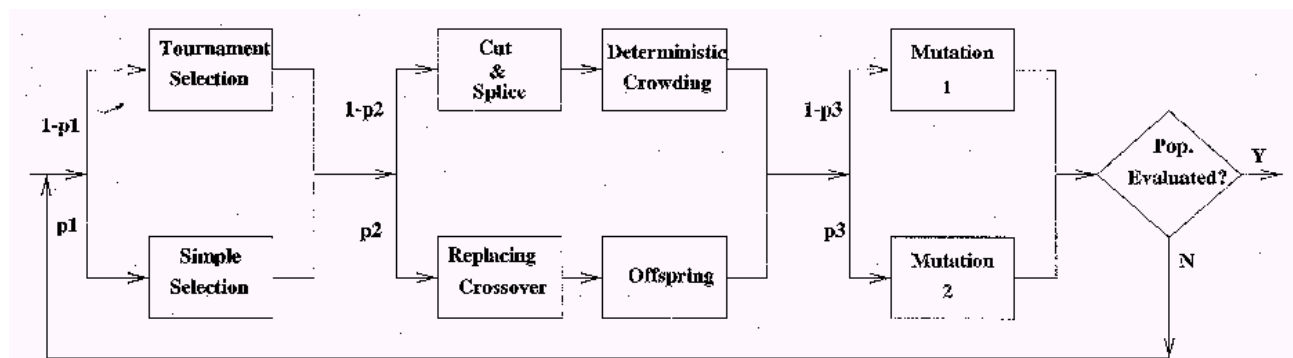 Tournament
Selection
1-p1
p1
Simple
Selection
Cut
&
Splice
Deterministic
Crowding
1-p2
p2
Replacing
Crossover
Offspring
Mutation
1
1-p3
p3
Mutation
2
Pop.
Evaluated?
Y
N